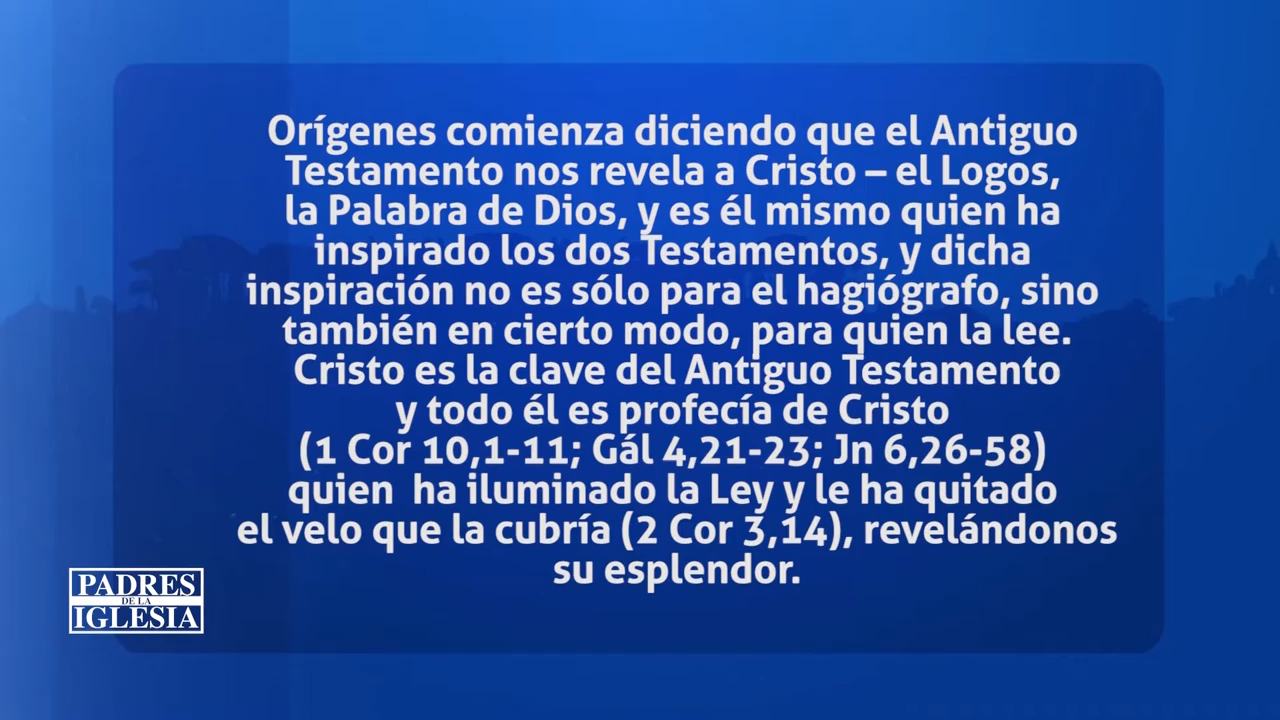 Orígenes comienza diciendo que el Antiguo
Testamento nos revela a Cristo – el Logos,
la Palabra de Dios, y es él mismo quien ha
inspirado los dos Testamentos, y dicha
inspiración no es sólo para el hagiógrafo, sino
también en cierto modo, para quien la lee.
Cristo es la clave del Antiguo Testamento
y todo él es profecía de Cristo
(1 Cor 10,1-11; Gál 4,21-23; Jn 6,26-58)
quien  ha iluminado la Ley y le ha quitado
el velo que la cubría (2 Cor 3,14), revelándonos
su esplendor.
PADRES
DE LA
IGLESIA